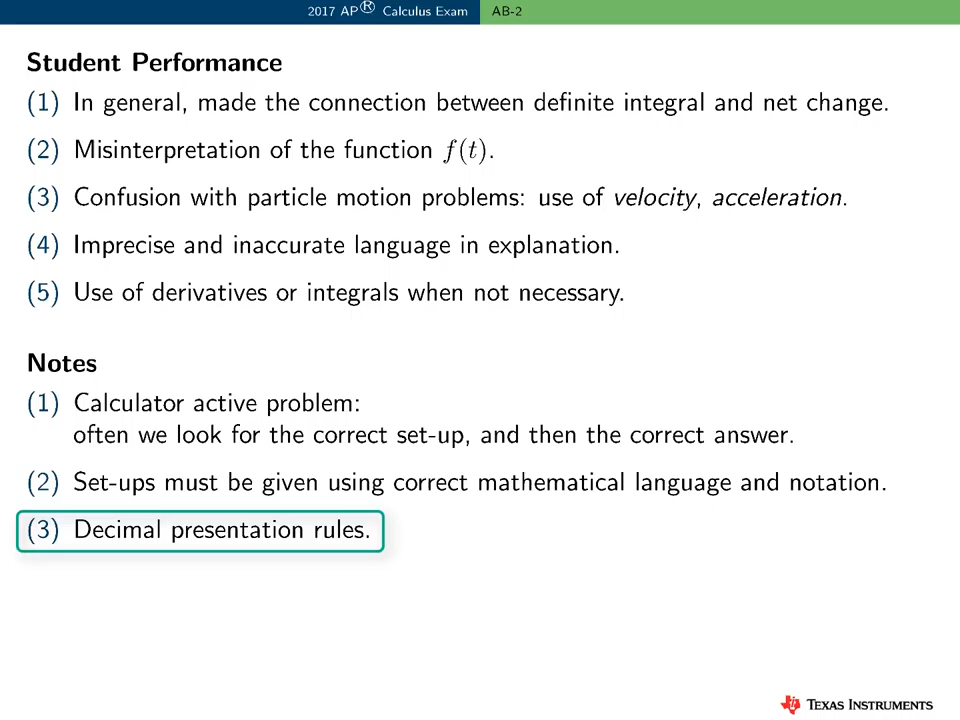 2017 AP® Calculus Exam AB-2
Student Performance
(1) In general, made the connection between definite integral and net change.
(2) Misinterpretation of the function f(t).
(3) Confusion with particle motion problems: use of velocity, acceleration.
(4) Imprecise and inaccurate language in explanation.
(5) Use of derivatives or integrals when not necessary.
Notes
(1) Calculator active problem:
often we look for the correct set-up, and then the correct answer.
(2) Set-ups must be given using correct mathematical language and notation.
(3) Decimal presentation rules.
TEXAS INSTRUMENTS